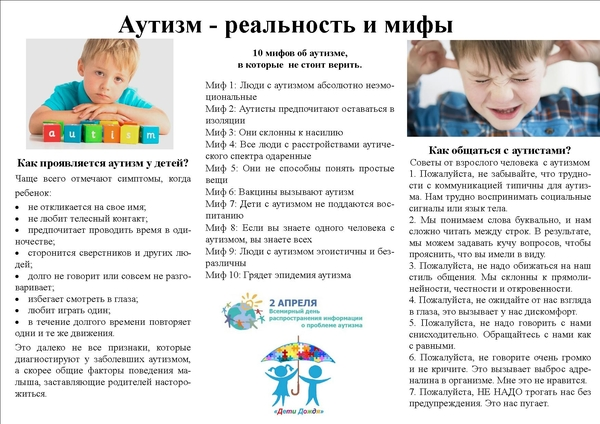 Аутизм - реальность и мифы
autism
Как проявляется аутизм у детей?
Чаще всего отмечают симптомы, когда
ребенок:
• не откликается на свое имя;
• не любит телесный контакт;
• предпочитает проводить время в оди-
ночестве;
• сторонится сверстников и других лю-
дей;
• долго не говорит или совсем не разго-
варивает;
• избегает смотреть в глаза;
• любит играть один;
• в течение долгого времени повторяет
одни и те же движения.
Это далеко не все признаки, которые
диагностируют у заболевших аутизмом,
а скорее общие факторы поведения ма-
лыша, заставляющие родителей насторо-
житься.
10 мифов об аутизме,
в которые не стоит верить.
Миф 1: Люди с аутизмом абсолютно неэмо-
циональные
Миф 2: Аутисты предпочитают оставаться в
изоляции
Миф 3: Они склонны к насилию
Миф 4: Все люди с расстройствами аутиче-
ского спектра одаренные
Миф 5: Они не способны понять простые
вещи
Миф 6: Вакцины вызывают аутизм
Миф 7: Дети с аутизмом не поддаются вос-
питанию
Миф 8: Если вы знаете одного человека с
аутизмом, вы знаете всех
Миф 9: Люди с аутизмом эгоистичны и без-
различны
Миф 10: Грядет эпидемия аутизма
2 АПРЕЛЯ
Всемирный день
распространения информации
о проблеме аутизма
«Дети Дождя»
Как общаться с аутистами?
Советы от взрослого человека с аутизмом
1. Пожалуйста, не забывайте, что трудно-
сти с коммуникацией типичны для аутиз-
ма. Нам трудно воспринимать социальные
сигналы или язык тела.
2. Мы понимаем слова буквально, и нам
сложно читать между строк. В результате,
мы можем задавать кучу вопросов, чтобы
прояснить, что вы имели в виду.
3. Пожалуйста, не надо обижаться на наш
стиль общения. Мы склонны к прямоли-
нейности, честности и откровенности.
4. Пожалуйста, не ожидайте от нас взгляда
в глаза, это вызывает у нас дискомфорт.
5. Пожалуйста, не надо говорить с нами
снисходительно. Обращайтесь с нами как
с равными.
6. Пожалуйста, не говорите очень громко
и не кричите. Это вызывает выброс адре-
налина в организме. Мне это не нравится.
7. Пожалуйста, НЕ НАДО трогать нас без
предупреждения. Это нас пугает.